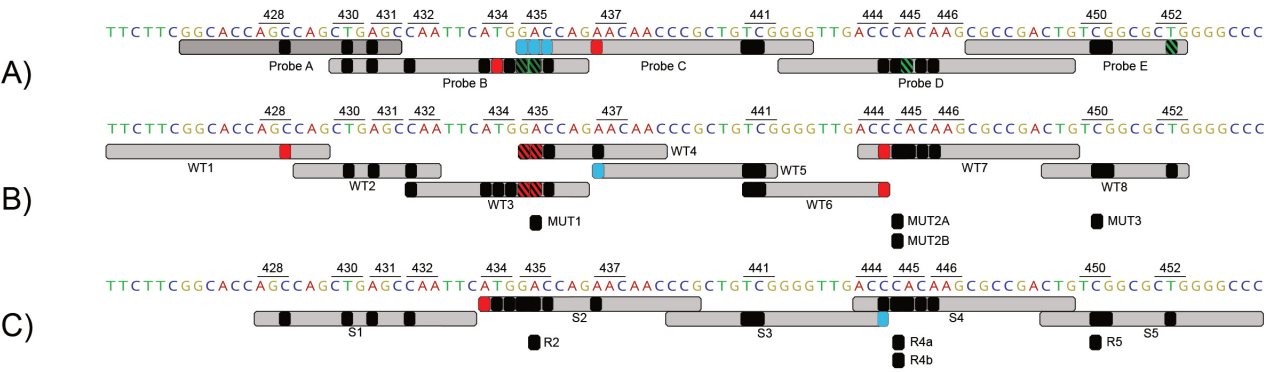 428 430 431 432 434 435 437 441 444 445 446 450 452
TTCTTCGGCACCAGCCAGCTGAGCCAATTCATGGACCAGAACAACCCGCTGTCGGGGTTGACCCACAAGCGCCGACTGTCGGCGCTGGGGCCC
A)
Probe A Probe C Probe E
Probe B Probe D
428 430 431 432 434 435 437 441 444 445 446 450 452
TTCTTCGGCACCAGCCAGCTGAGCCAATTCATGGACCAGAACAACCCGCTGTCGGGGTTGACCCACAAGCGCCGACTGTCGGCGCTGGGGCCC
WT1 WT4 WT7
B)
WT2 WT5 WT8
WT3 WT6
MUT1 MUT2A MUT3
MUT2B
428 430 431 432 434 435 437 441 444 445 446 450 452
TTCTTCGGCACCAGCCAGCTGAGCCAATTCATGGACCAGAACAACCCGCTGTCGGGGTTGACCCACAAGCGCCGACTGTCGGCGCTGGGGCCC
C)
S2 S4
S1 S3 S5
R2 R4a R5
R4b